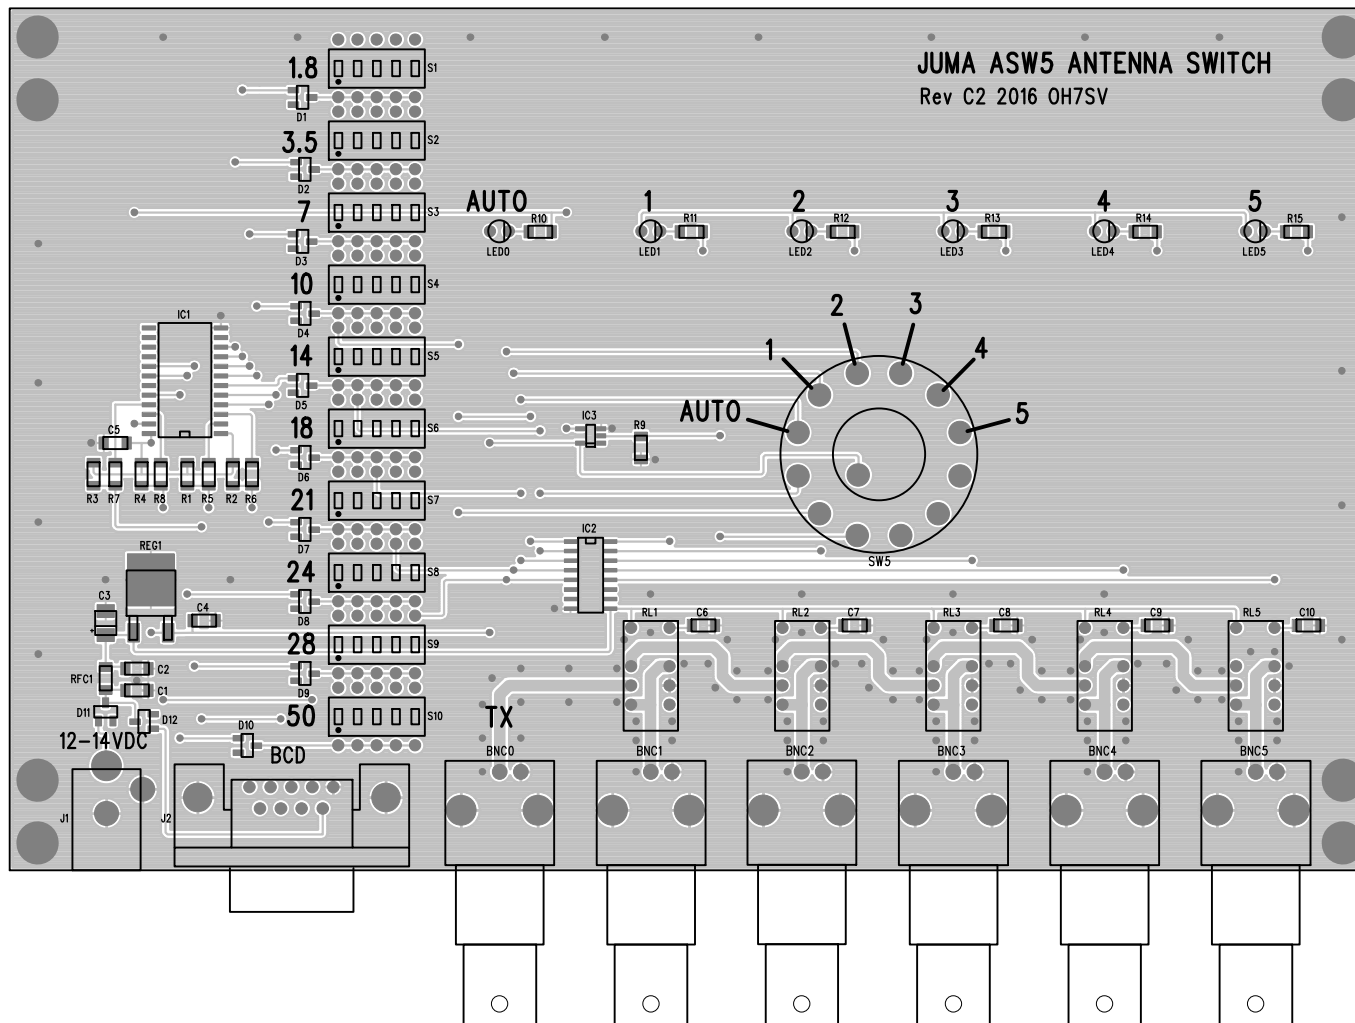 JUMA ASW5 ANTENNA SWITCH
Rev C2 2016 OH7SV
1.8 S1
D1
3.5 S2
D2
AUTO 1 2 3 4 5
7 S3 R10 R11 R12 R13 R14 R15
LED0 LED1 LED2 LED3 LED4 LED5
D3
10 S4
D4
IC1
2 3
14 S5 1 4
D5
AUTO 5
18 S6 IC3 R9
C5
D6
R3 R7 R4 R8 R1 R5 R2 R6
21 S7
D7
IC2
REG1
SW5
24 S8
C3 C4
+
D8
RL1 C6 RL2 C7 RL3 C8 RL4 C9 RL5 C10
28 S9
RFC1 C2
C1
D9
D11 D12
50 S10 TX
D10
12-14VDC
BCD
BNC0 BNC1 BNC2 BNC3 BNC4 BNC5
J1 J2